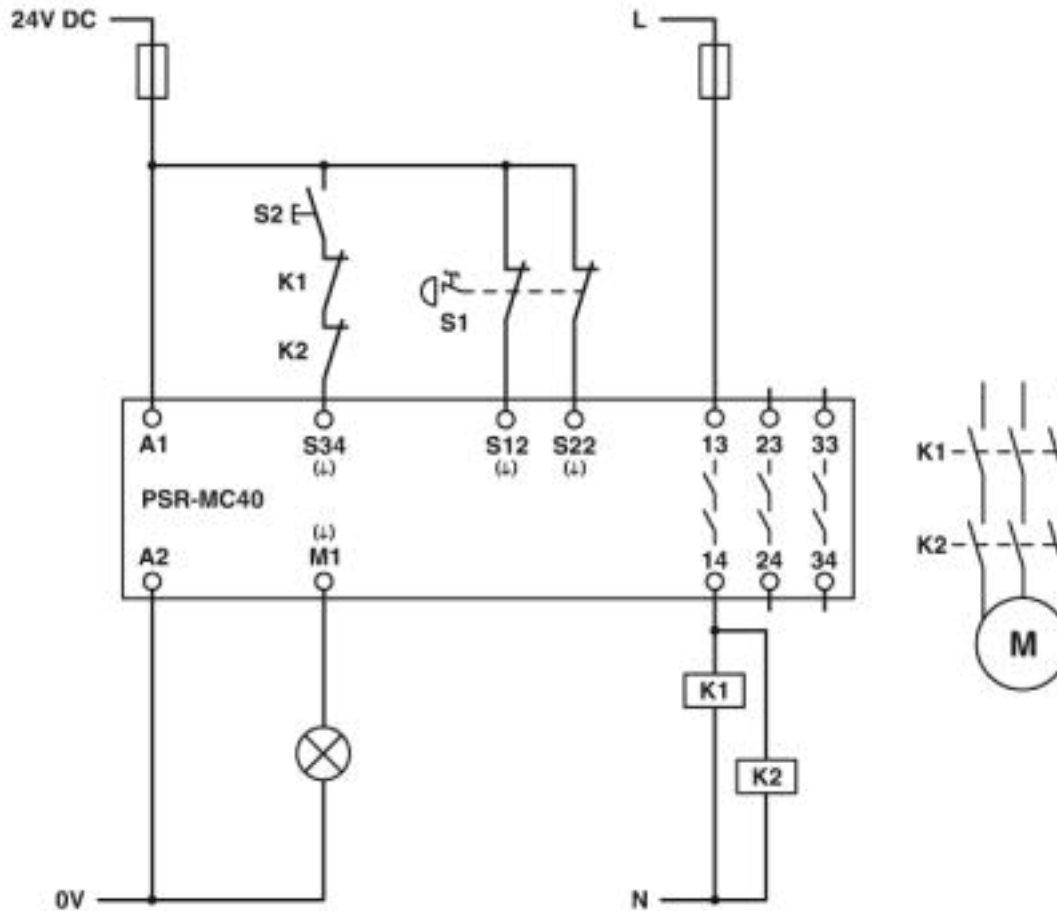 24V DC
L
S2
K1
S1
K2
A1
S34
S12
S22
13
23
33
(⊥)
(⊥)
(⊥)
PSR-MC40
(⊥)
A2
M1
14
24
34
K1
K2
M
K1
K2
0V
N